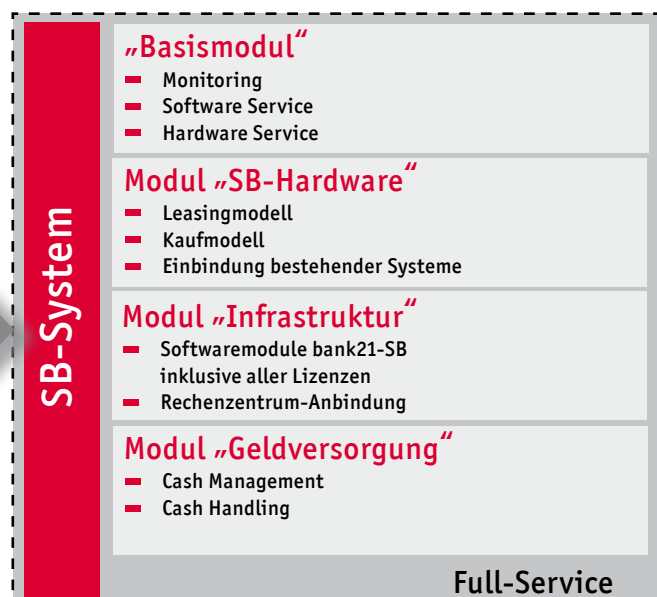 SB-System
„Basismodul“
Monitoring
Software Service
Hardware Service
Modul „SB-Hardware“
Leasingmodell
Kaufmodell
Einbindung bestehender Systeme
Modul „Infrastruktur“
Softwaremodule bank21-SB
inklusive aller Lizenzen
Rechenzentrum-Anbindung
Modul „Geldversorgung“
Cash Management
Cash Handling
Full-Service